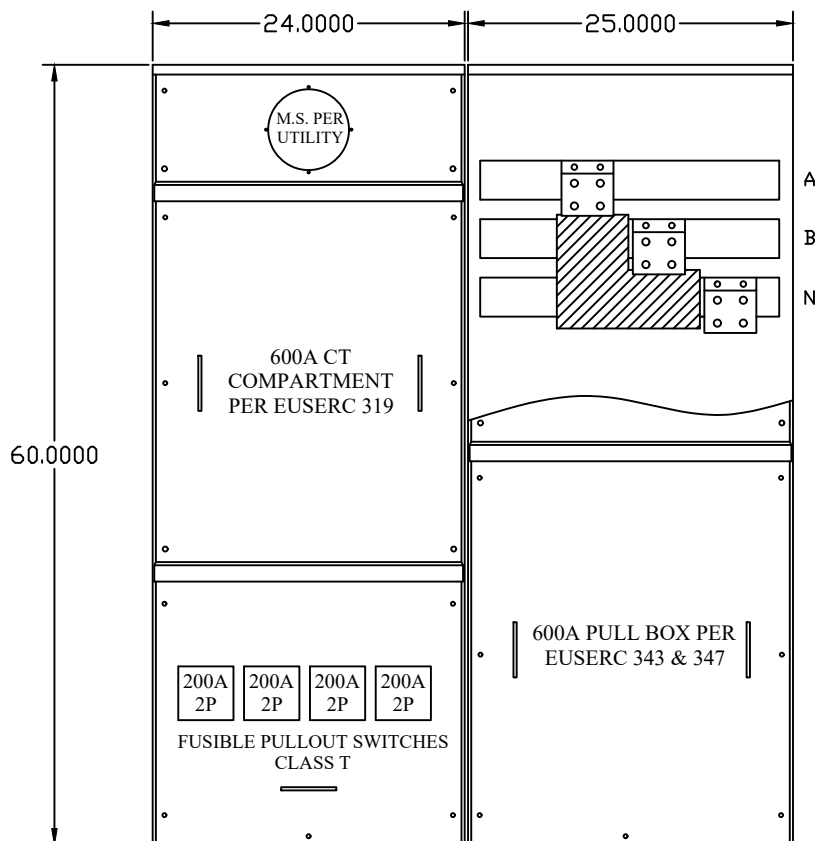 24.0000
25.0000
M.S. PER
UTILITY
A
B
N
600A CT
COMPARTMENT
PER EUSERC 319
60.0000
600A PULL BOX PER
EUSERC 343 & 347
200A
2P
200A
2P
200A
2P
200A
2P
FUSIBLE PULLOUT SWITCHES
CLASS T